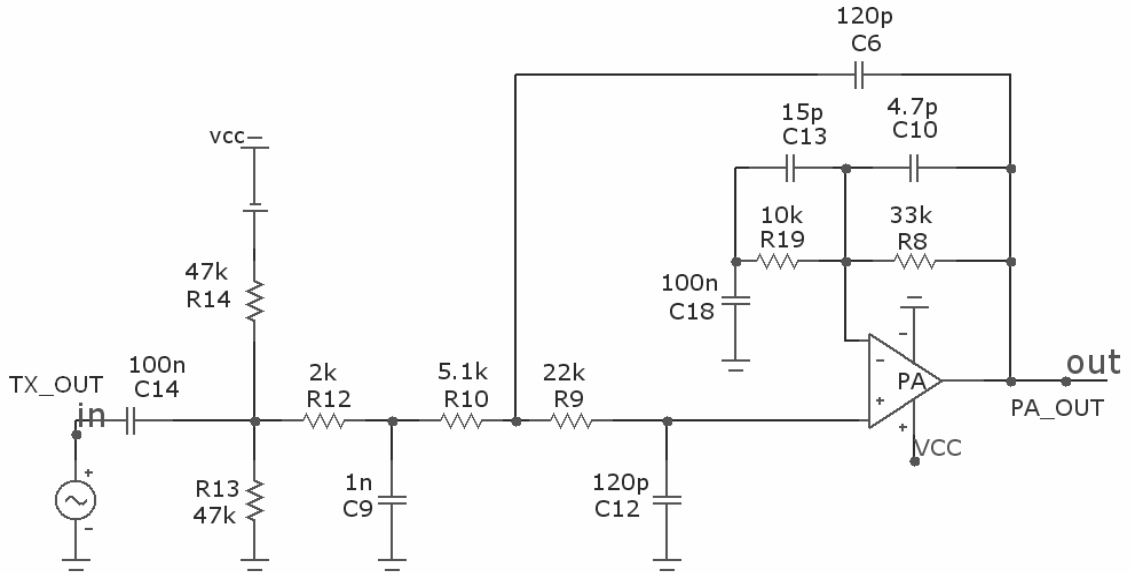 120p
C6
15p
C13
4.7p
C10
vcc
10k
R19
33k
R8
47k
R14
100n
C18
TX_OUT
in
100n
C14
2k
R12
5.1k
R10
22k
R9
-
+
PA
-
+
VCC
out
PA_OUT
+
-
R13
47k
1n
C9
120p
C12